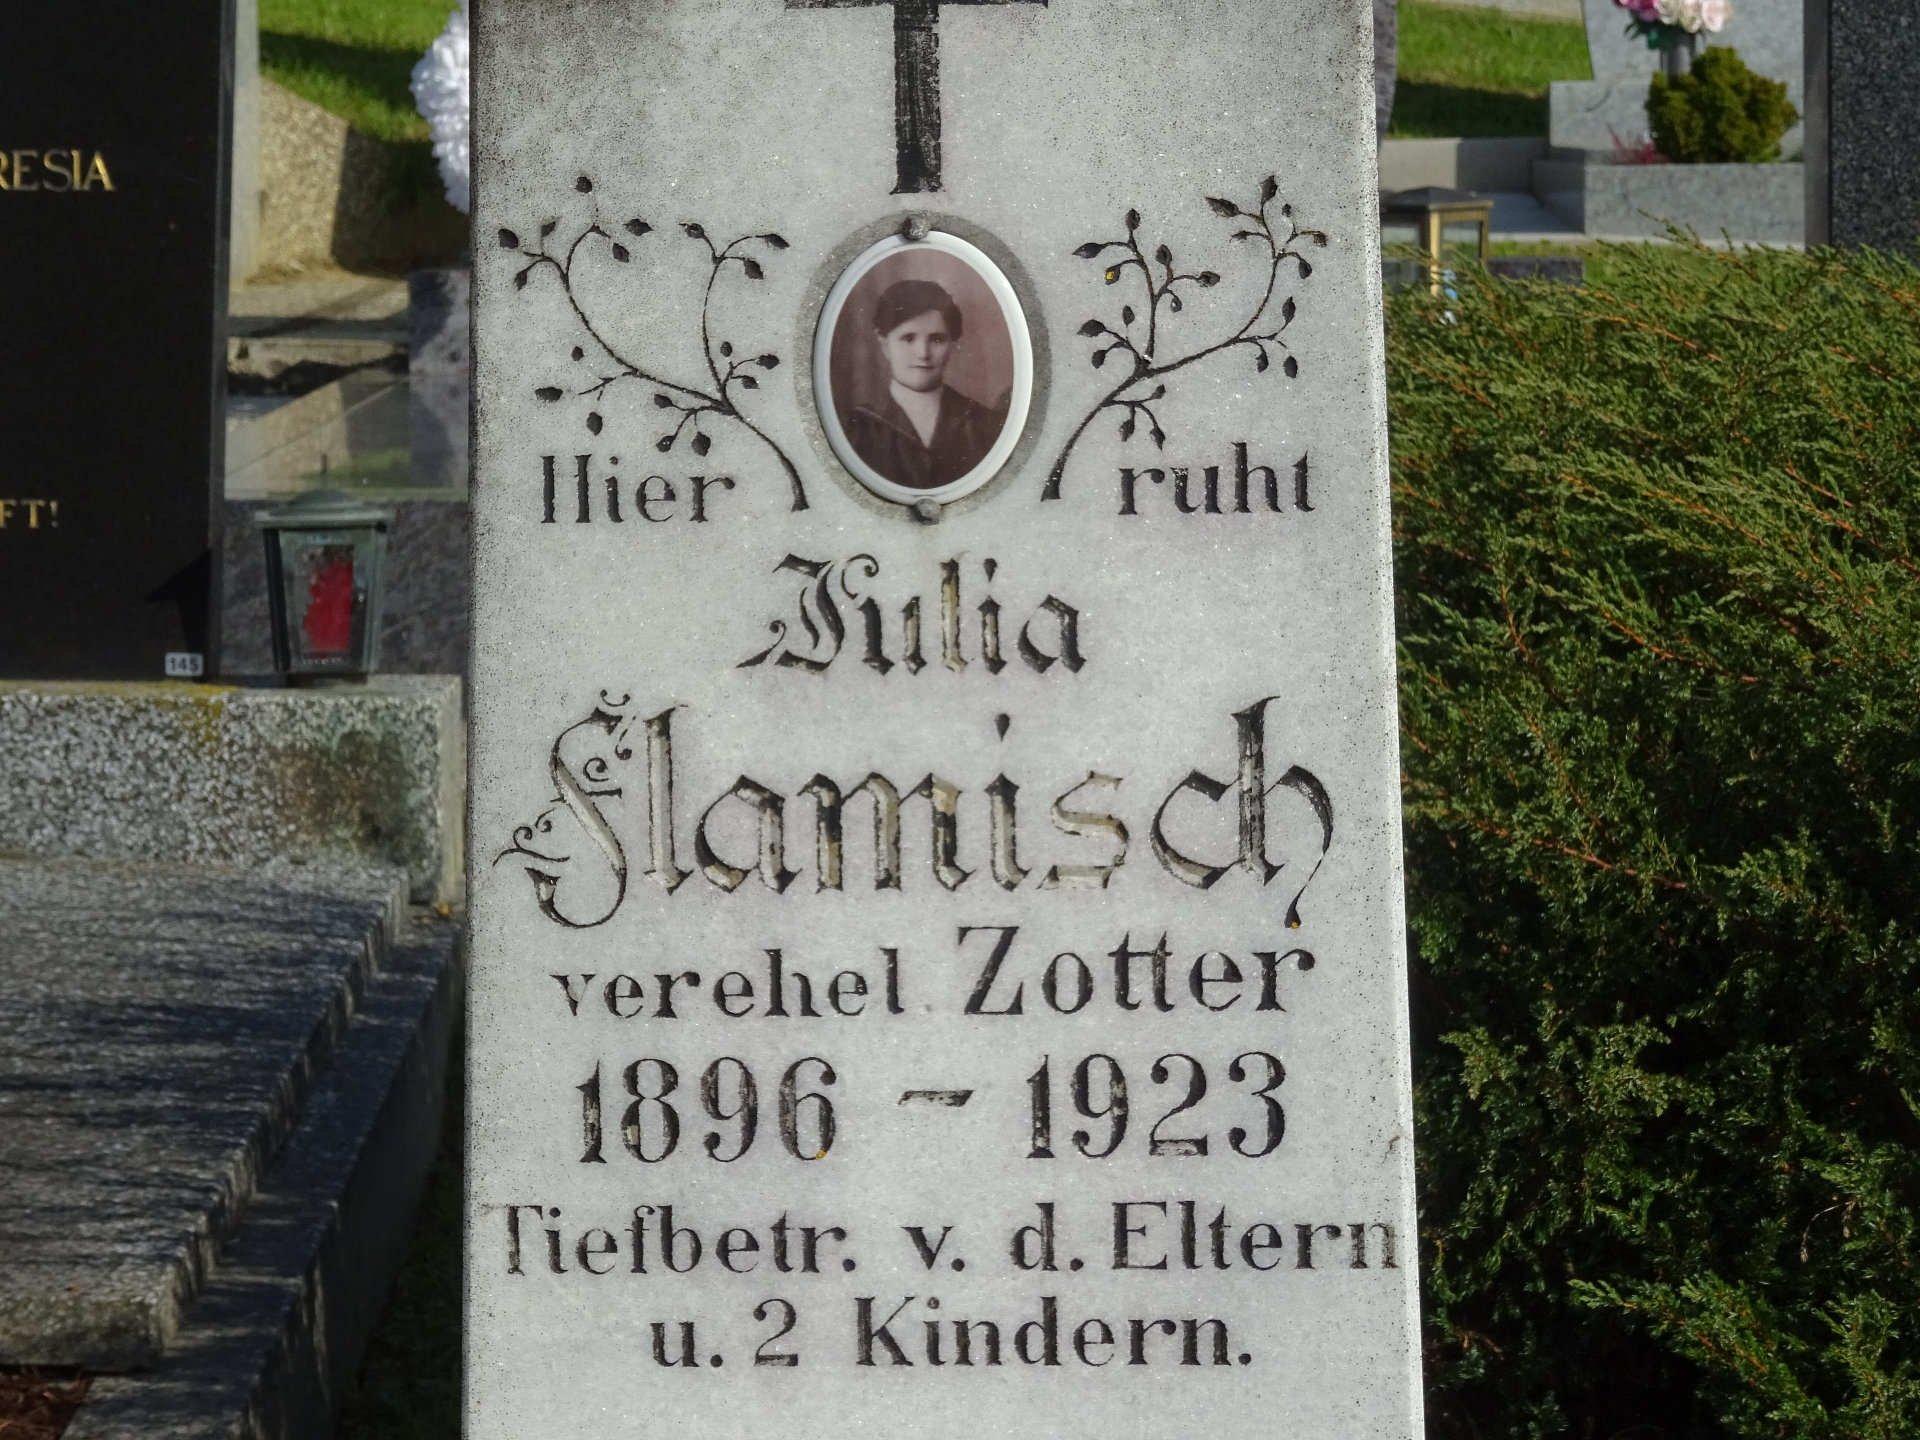 RESIA
FT!
145
Hier ruht
Julia
Flamisch
verehel. Zotter
1896 - 1923
Tiefbetr. v. d. Eltern
u. 2 Kindern.